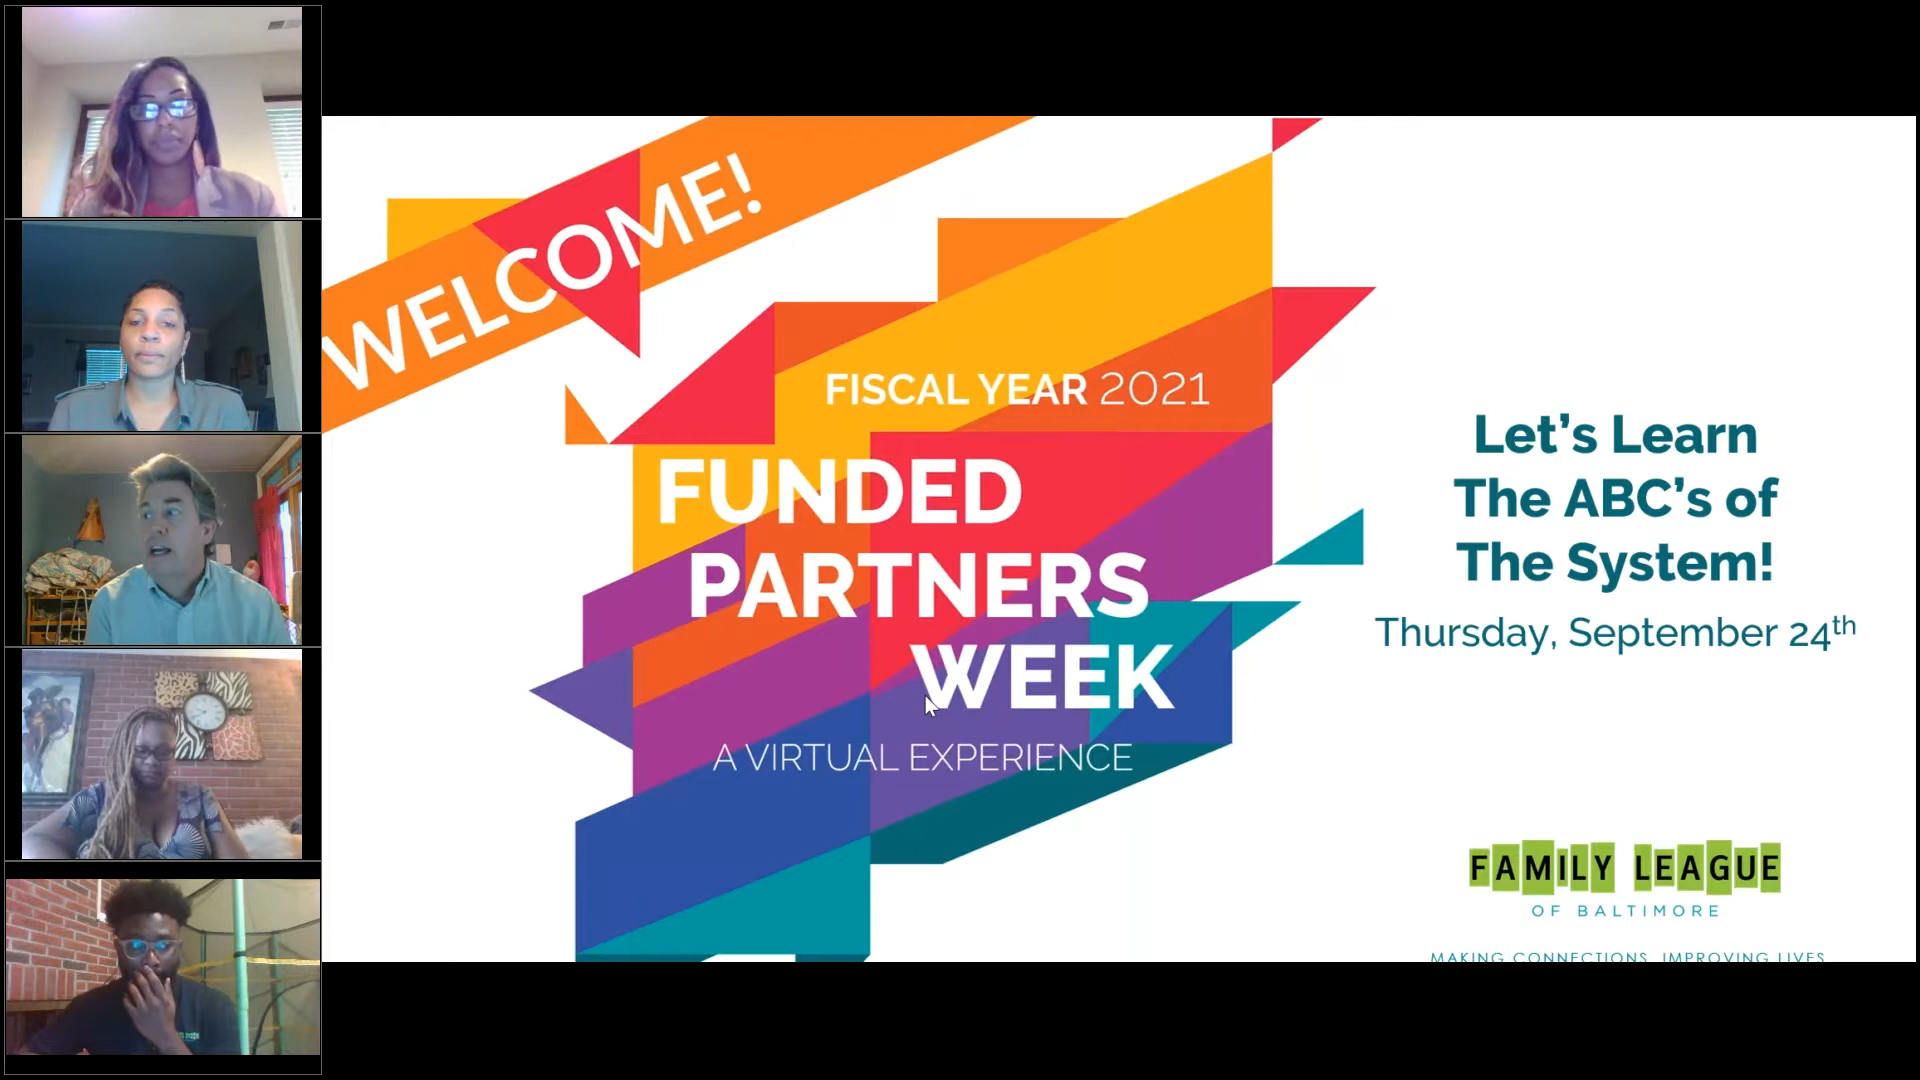 WELCOME!
FISCAL YEAR 2021
FUNDED
PARTNERS
WEEK
A VIRTUAL EXPERIENCE
Let's Learn
The ABC's of
The System!
Thursday, September 24th
FAMILY LEAGUE
OF BALTIMORE
MAKING CONNECTIONS. IMPROVING LIVES